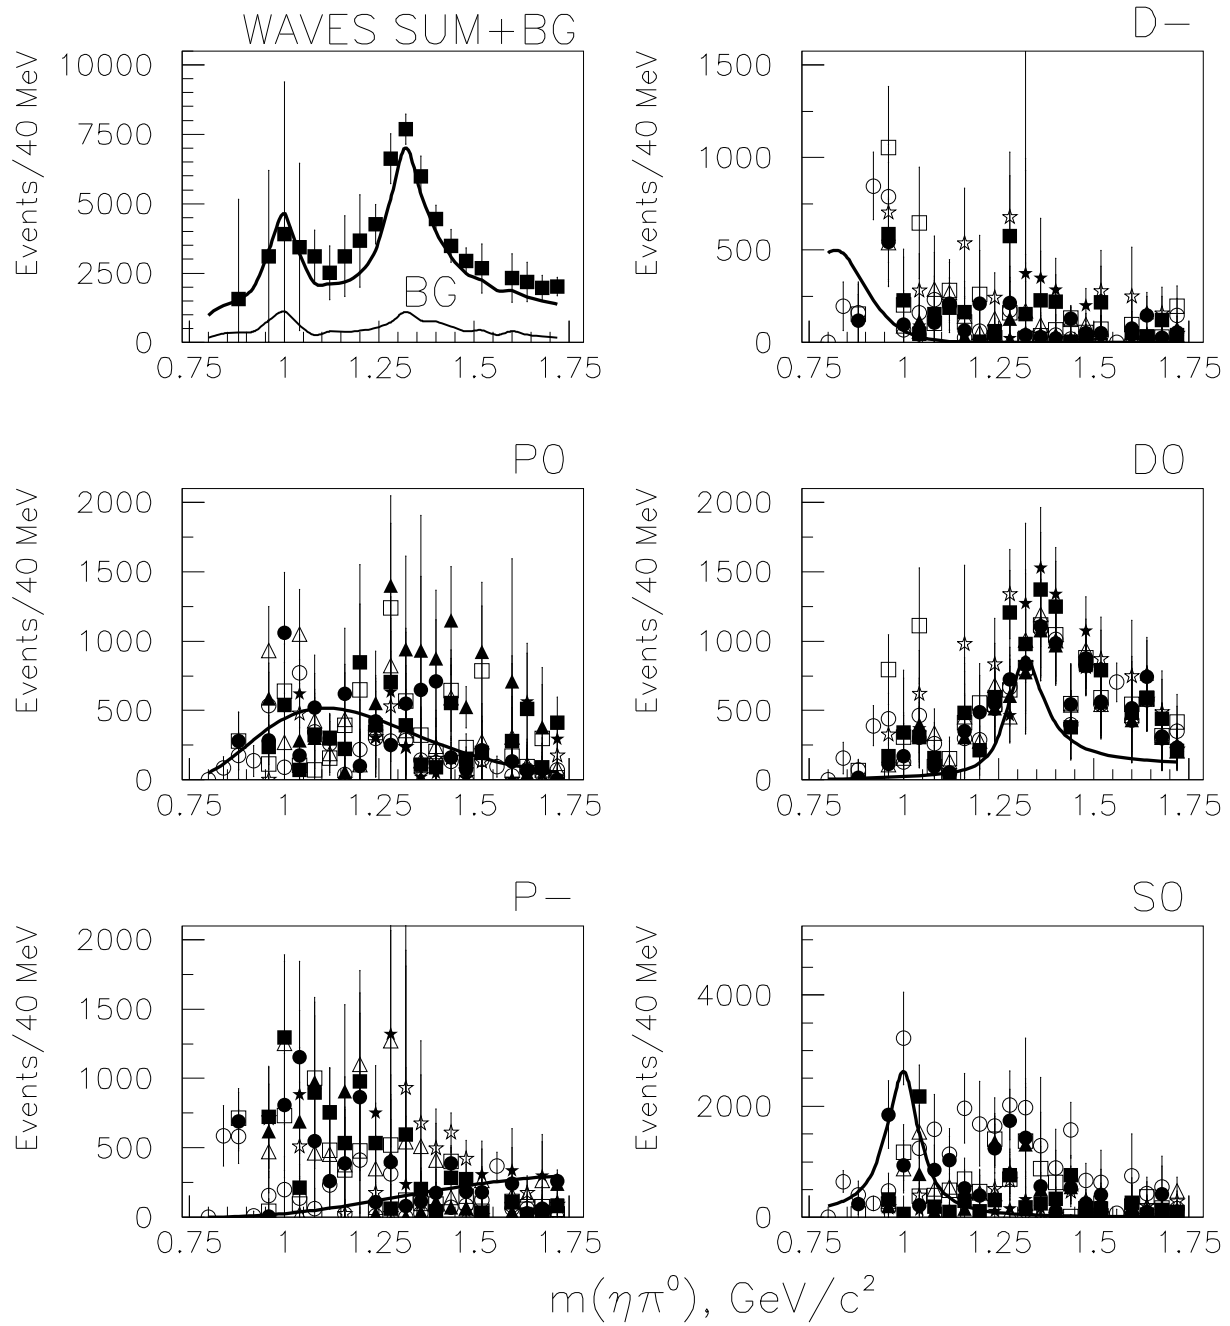 WAVES SUM+BG
Events/40 MeV
10000
7500
5000
2500
0
BG
0.75 1 1.25 1.5 1.75
D−
Events/40 MeV
1500
1000
500
0
0.75 1 1.25 1.5 1.75
P0
Events/40 MeV
2000
1500
1000
500
0
0.75 1 1.25 1.5 1.75
D0
Events/40 MeV
2000
1500
1000
500
0
0.75 1 1.25 1.5 1.75
P−
Events/40 MeV
2000
1500
1000
500
0
0.75 1 1.25 1.5 1.75
S0
Events/40 MeV
4000
2000
0
0.75 1 1.25 1.5 1.75
m(ηπ⁰), GeV/c²